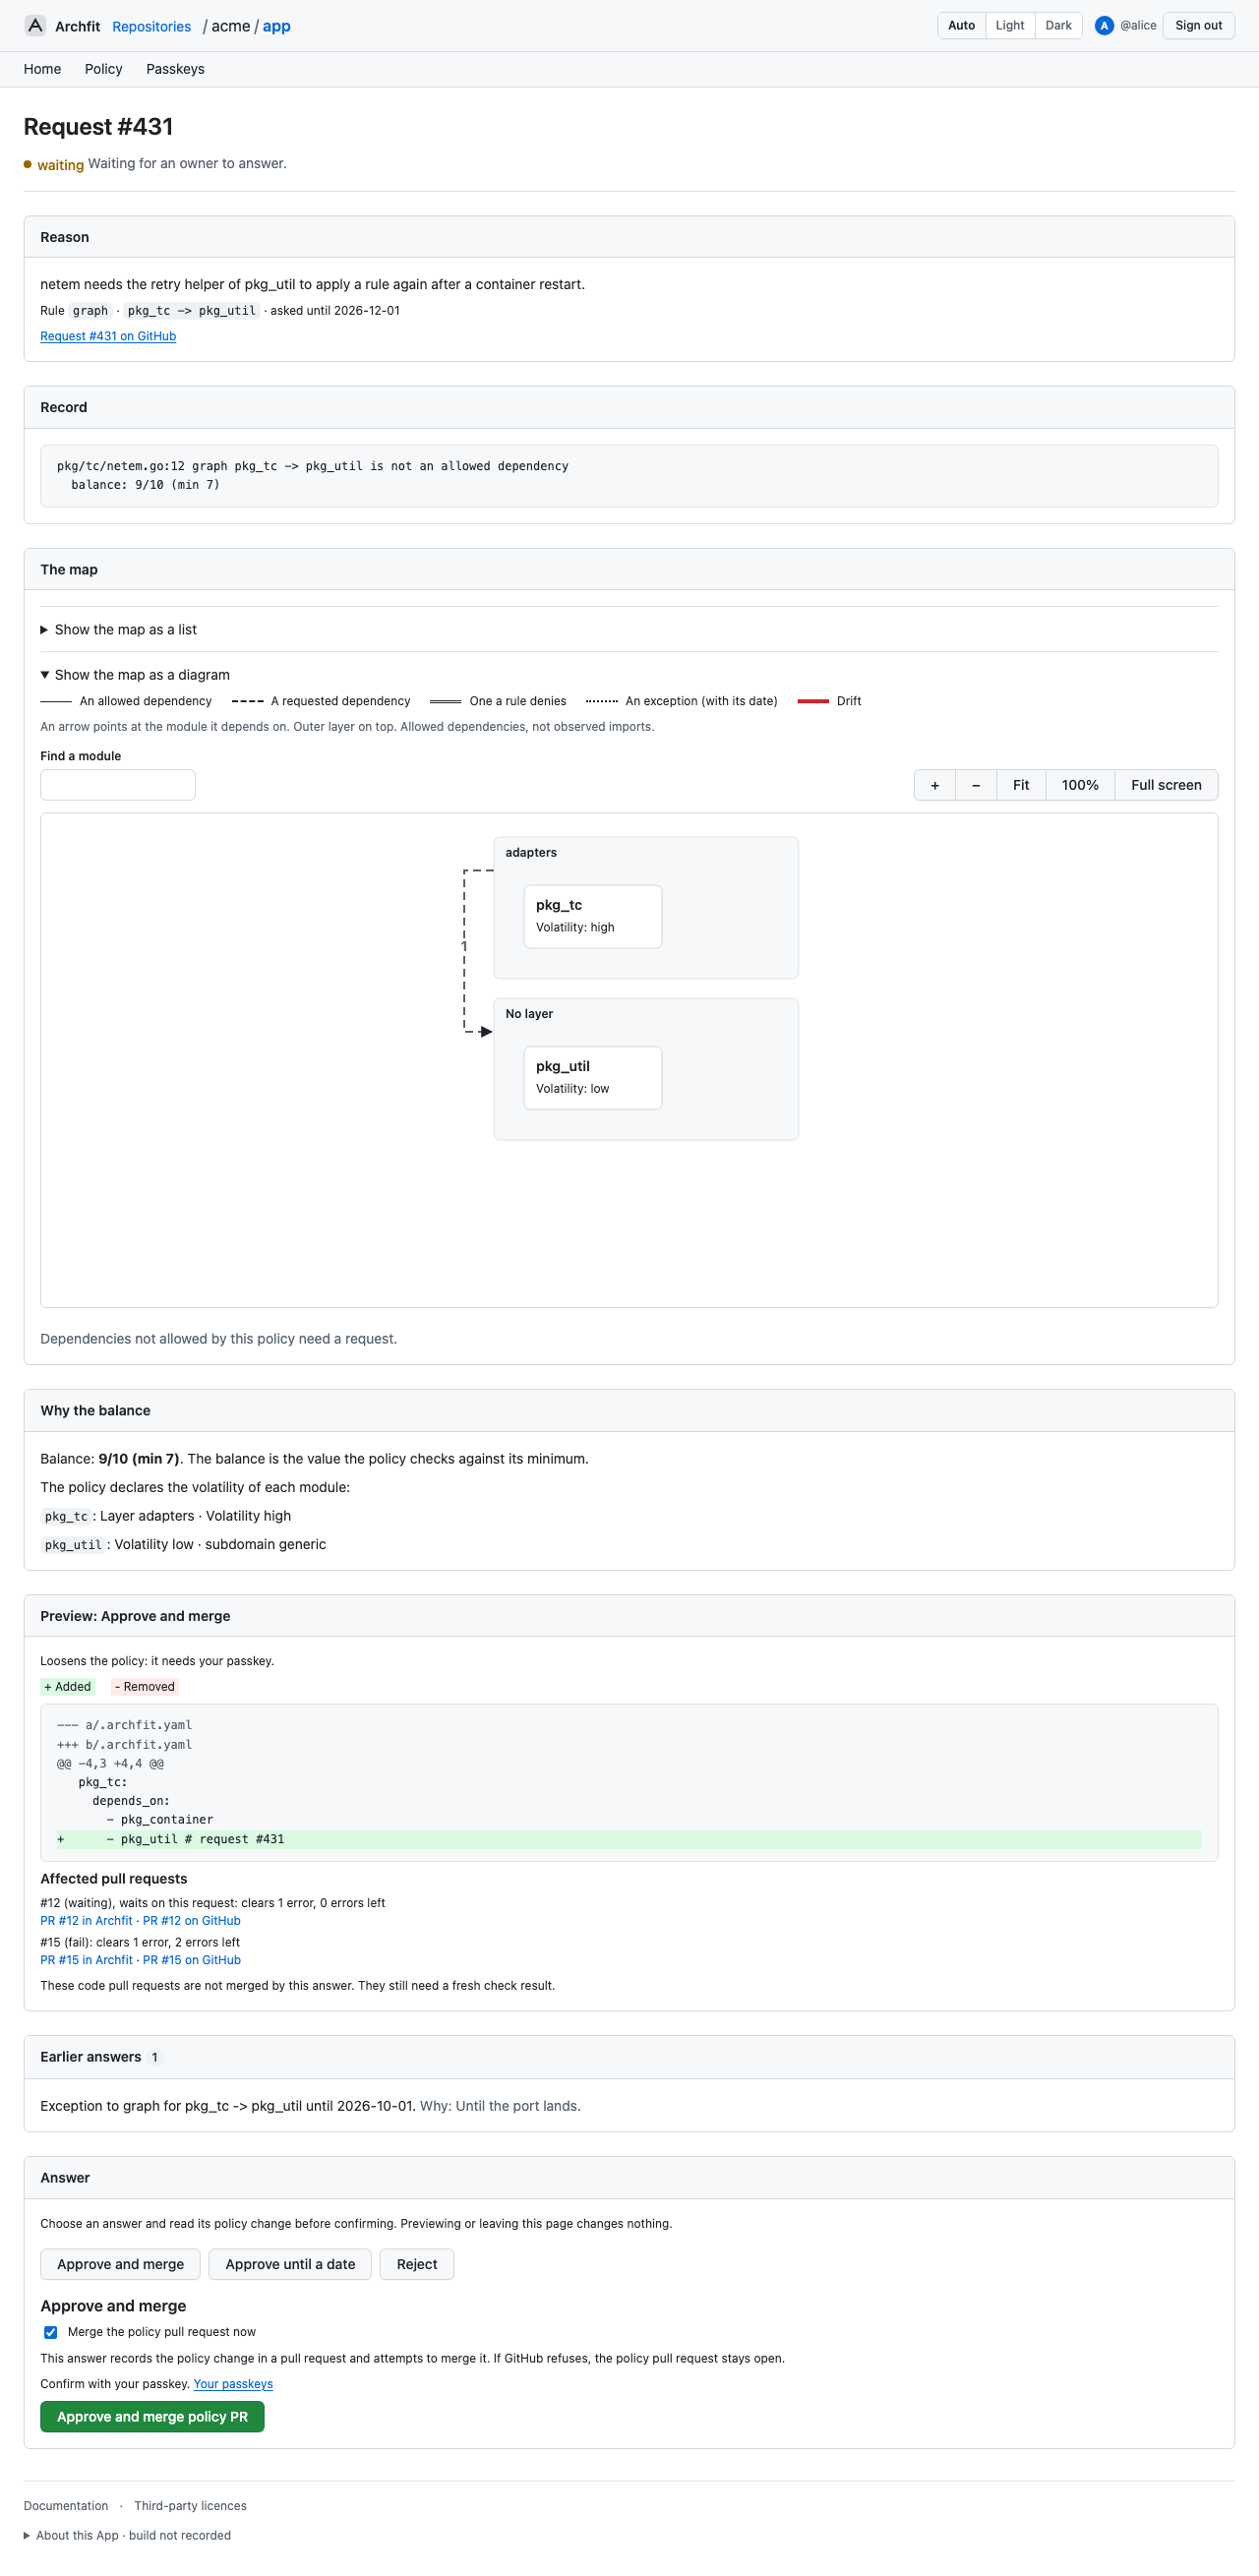 Archfit Repositories / acme / app
Auto Light Dark A @alice Sign out
Home Policy Passkeys
Request #431
waiting Waiting for an owner to answer.
Reason
netem needs the retry helper of pkg_util to apply a rule again after a container restart.
Rule graph · pkg_tc -> pkg_util · asked until 2026-12-01
Request #431 on GitHub
Record
pkg/tc/netem.go:12 graph pkg_tc -> pkg_util is not an allowed dependency
balance: 9/10 (min 7)
The map
Show the map as a list
Show the map as a diagram
An allowed dependency A requested dependency One a rule denies An exception (with its date) Drift
An arrow points at the module it depends on. Outer layer on top. Allowed dependencies, not observed imports.
Find a module
+ − Fit 100% Full screen
adapters
pkg_tc
Volatility: high
1
No layer
pkg_util
Volatility: low
Dependencies not allowed by this policy need a request.
Why the balance
Balance: 9/10 (min 7). The balance is the value the policy checks against its minimum.
The policy declares the volatility of each module:
pkg_tc: Layer adapters · Volatility high
pkg_util: Volatility low · subdomain generic
Preview: Approve and merge
Loosens the policy: it needs your passkey.
+ Added - Removed
--- a/.archfit.yaml
+++ b/.archfit.yaml
@@ -4,3 +4,4 @@
pkg_tc:
depends_on:
- pkg_container
+ - pkg_util # request #431
Affected pull requests
#12 (waiting), waits on this request: clears 1 error, 0 errors left
PR #12 in Archfit · PR #12 on GitHub
#15 (fail): clears 1 error, 2 errors left
PR #15 in Archfit · PR #15 on GitHub
These code pull requests are not merged by this answer. They still need a fresh check result.
Earlier answers 1
Exception to graph for pkg_tc -> pkg_util until 2026-10-01. Why: Until the port lands.
Answer
Choose an answer and read its policy change before confirming. Previewing or leaving this page changes nothing.
Approve and merge Approve until a date Reject
Approve and merge
Merge the policy pull request now
This answer records the policy change in a pull request and attempts to merge it. If GitHub refuses, the policy pull request stays open.
Confirm with your passkey. Your passkeys
Approve and merge policy PR
Documentation · Third-party licences
About this App · build not recorded